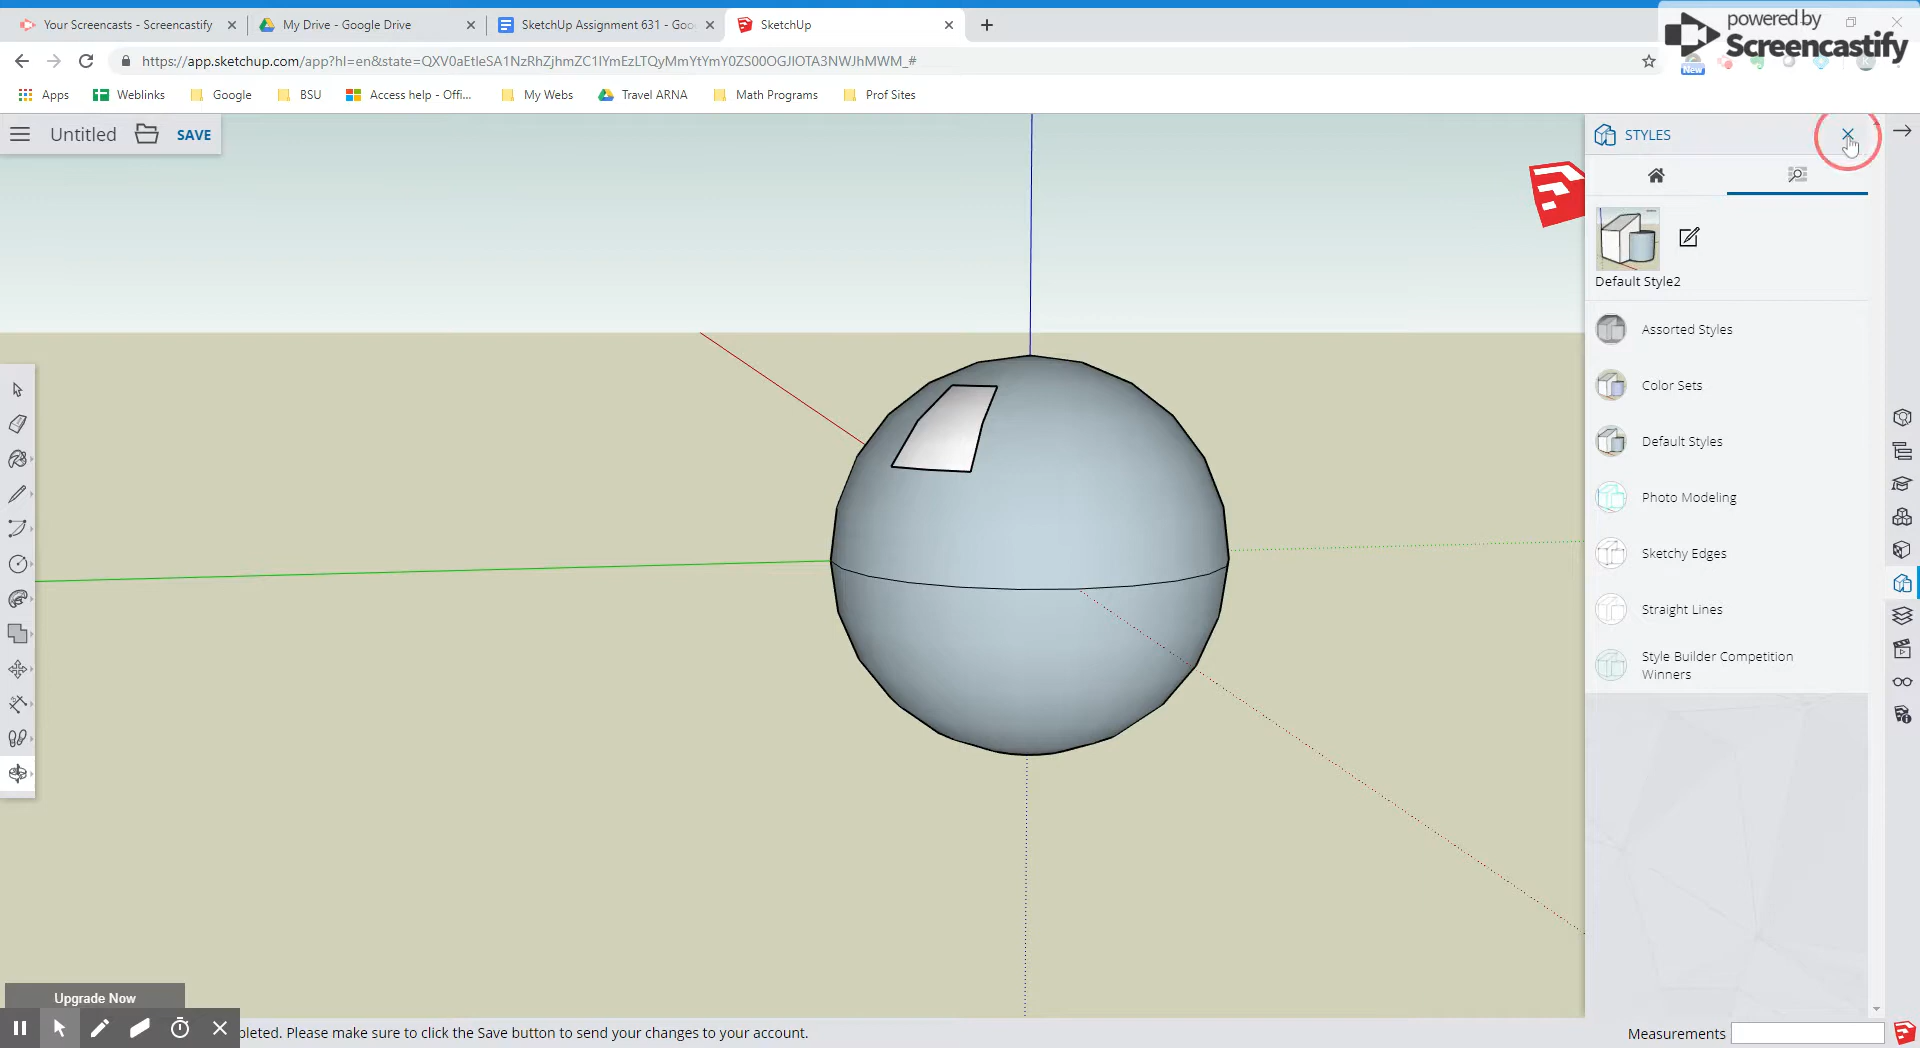 Your Screencasts - Screencastify
My Drive - Google Drive
SketchUp Assignment 631 - Goo
SketchUp
powered by
Screencastify
https://app.sketchup.com/app?hl=en&state=QXV0aEtleSA1NzRhZjhmZC1lYmEzLTQyMmYtYmY0ZS00OGJlOTA3NWJhMWM_#
New
Apps
Weblinks
Google
BSU
Access help - Offi...
My Webs
Travel ARNA
Math Programs
Prof Sites
Untitled
SAVE
STYLES
Default Style2
Assorted Styles
Color Sets
Default Styles
Photo Modeling
Sketchy Edges
Straight Lines
Style Builder Competition
Winners
Upgrade Now
pleted. Please make sure to click the Save button to send your changes to your account.
Measurements